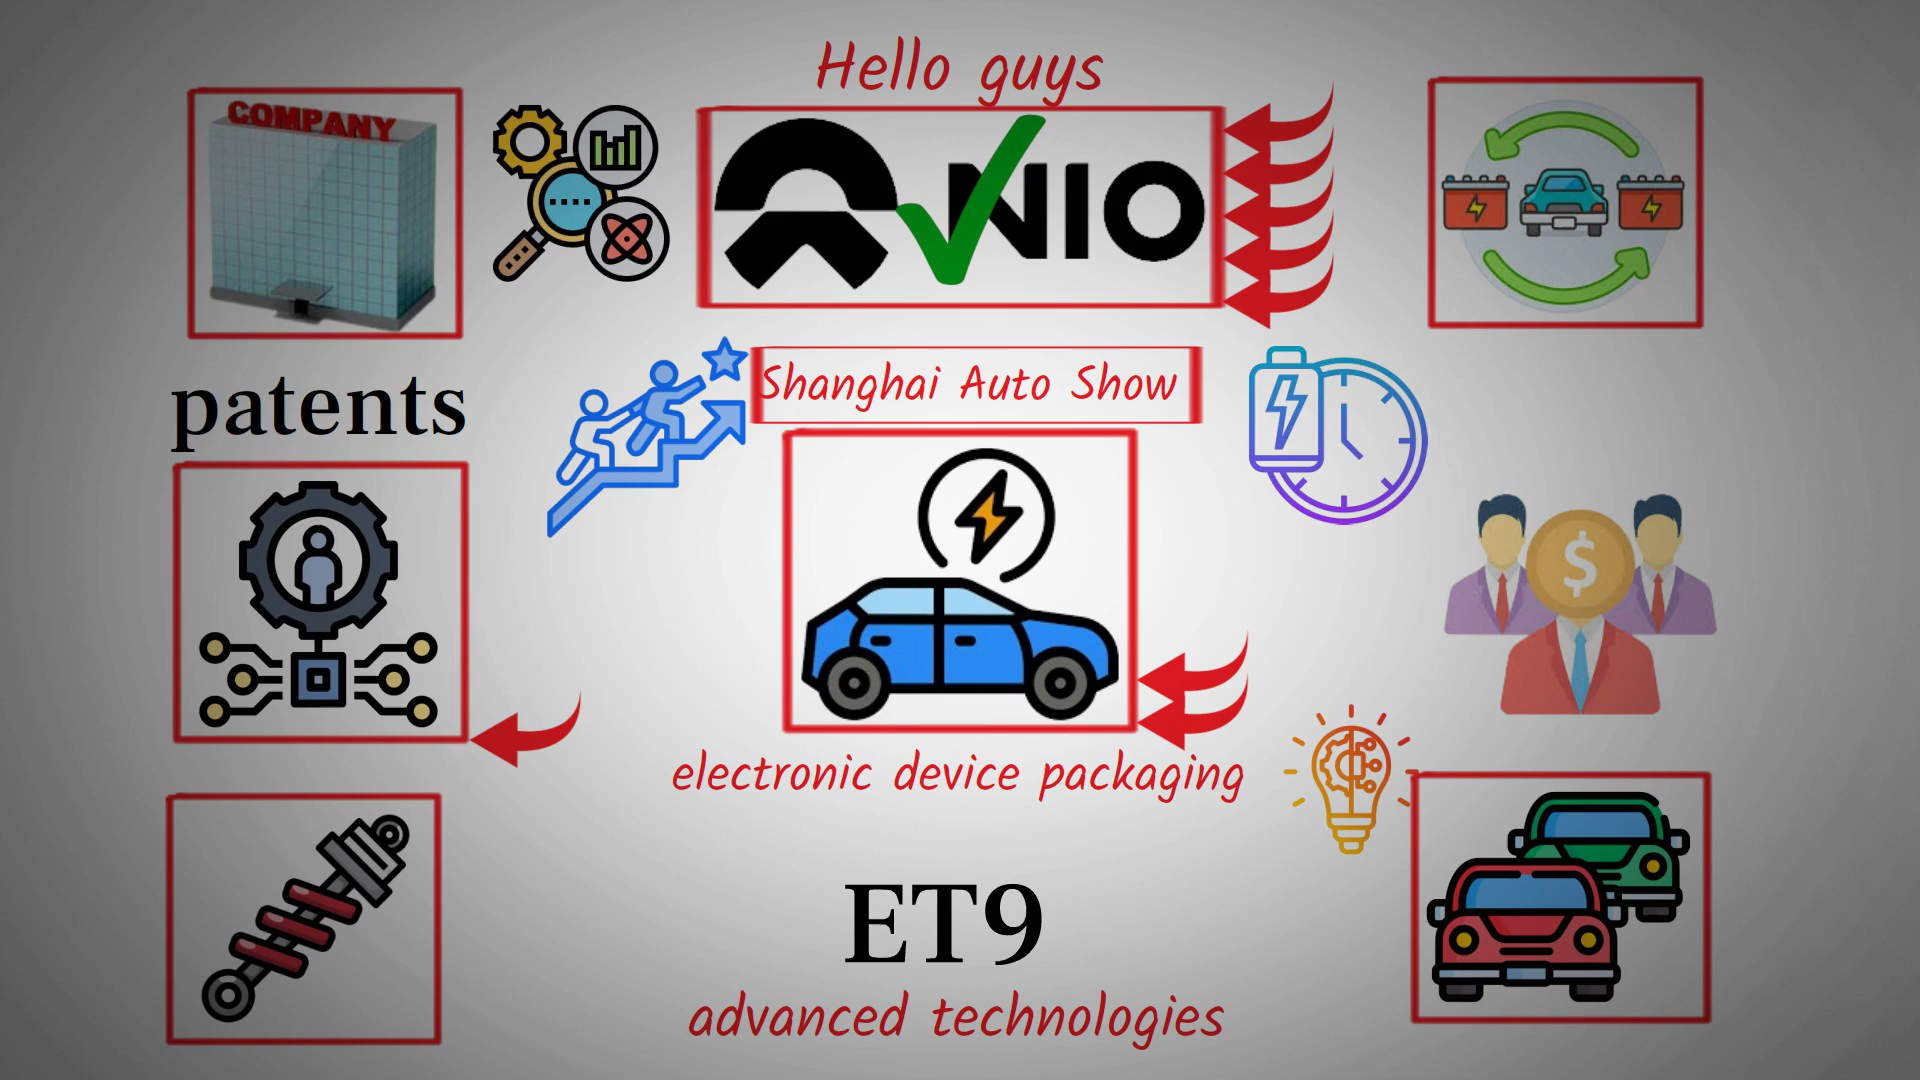 Hello guys
COMPANY
NIO
Shanghai Auto Show
patents
$
electronic device packaging
ET9
advanced technologies